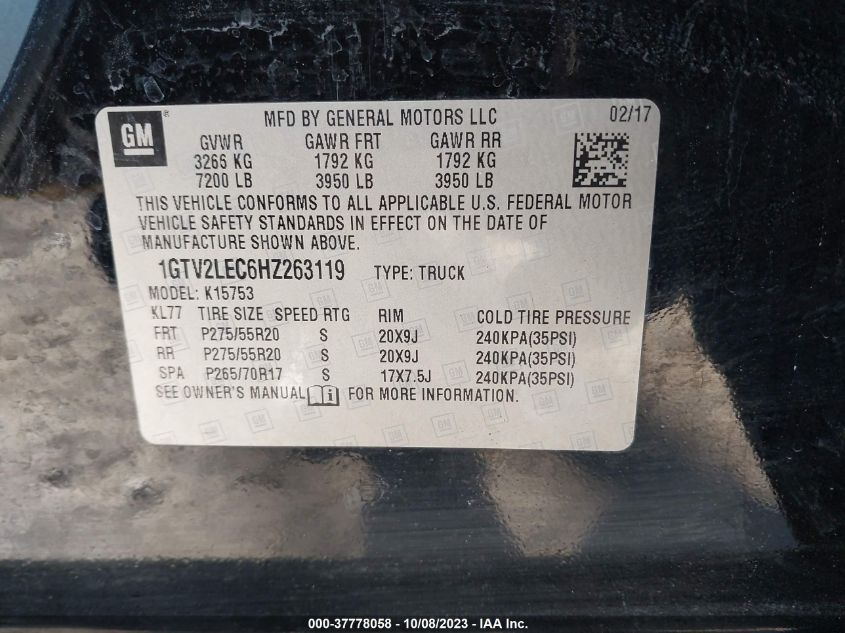 GM
MFD BY GENERAL MOTORS LLC 02/17
GVWR GAWR FRT GAWR RR
3266 KG 1792 KG 1792 KG
7200 LB 3950 LB 3950 LB
THIS VEHICLE CONFORMS TO ALL APPLICABLE U.S. FEDERAL MOTOR
VEHICLE SAFETY STANDARDS IN EFFECT ON THE DATE OF
MANUFACTURE SHOWN ABOVE.
1GTV2LEC6HZ263119 TYPE: TRUCK
MODEL: K15753
KL77 TIRE SIZE SPEED RTG RIM COLD TIRE PRESSURE
FRT P275/55R20 S 20X9J 240KPA(35PSI)
RR P275/55R20 S 20X9J 240KPA(35PSI)
SPA P265/70R17 S 17X7.5J 240KPA(35PSI)
SEE OWNER'S MANUAL FOR MORE INFORMATION.
000-37778058 - 10/08/2023 - IAA Inc.